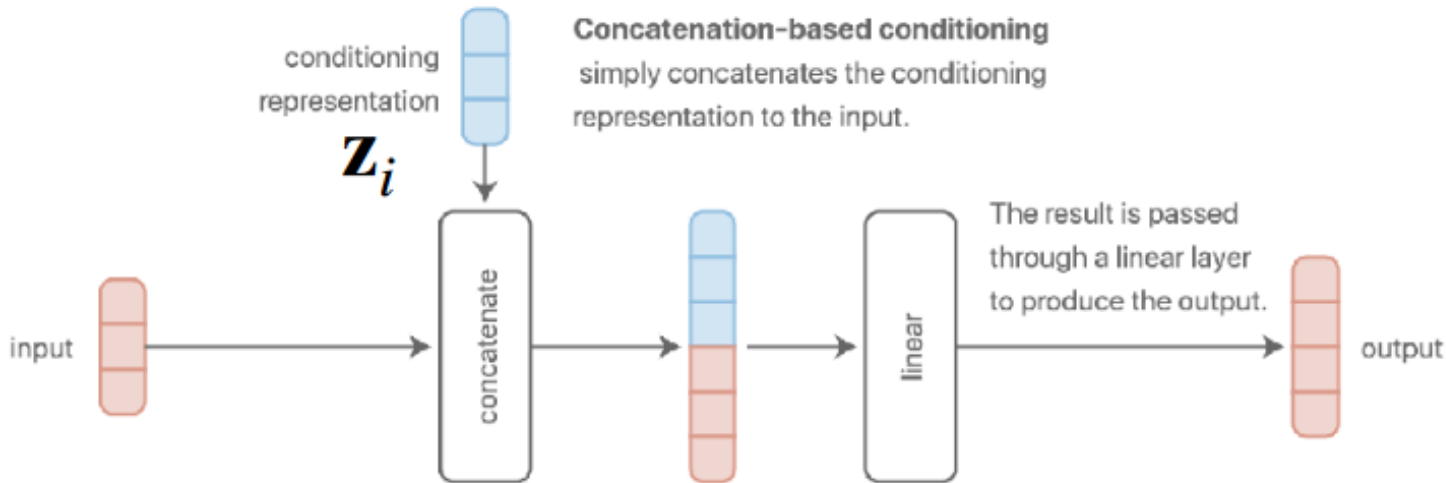 conditioning
representation
z_i
Concatenation-based conditioning
simply concatenates the conditioning
representation to the input.
input
concatenate
linear
The result is passed
through a linear layer
to produce the output.
output